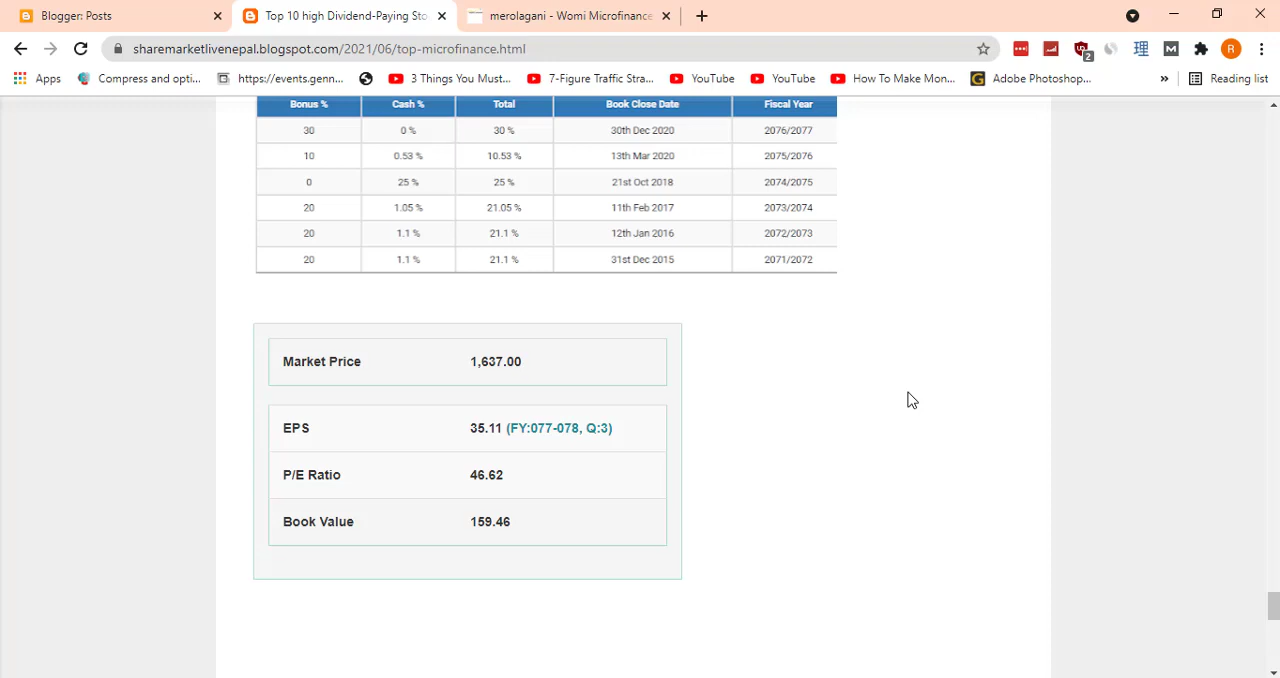 Blogger: Posts
Top 10 high Dividend-Paying Sto
merolagani - Womi Microfinance
sharemarketlivenepal.blogspot.com/2021/06/top-microfinance.html
2 M R
Apps Compress and opti... https://events.genn... 3 Things You Must... 7-Figure Traffic Stra... YouTube YouTube How To Make Mon... G Adobe Photoshop... » Reading list
Bonus % Cash % Total Book Close Date Fiscal Year
30 0 % 30 % 30th Dec 2020 2076/2077
10 0.53 % 10.53 % 13th Mar 2020 2075/2076
0 25 % 25 % 21st Oct 2018 2074/2075
20 1.05 % 21.05 % 11th Feb 2017 2073/2074
20 1.1 % 21.1 % 12th Jan 2016 2072/2073
20 1.1 % 21.1 % 31st Dec 2015 2071/2072
Market Price 1,637.00
EPS 35.11 (FY:077-078, Q:3)
P/E Ratio 46.62
Book Value 159.46